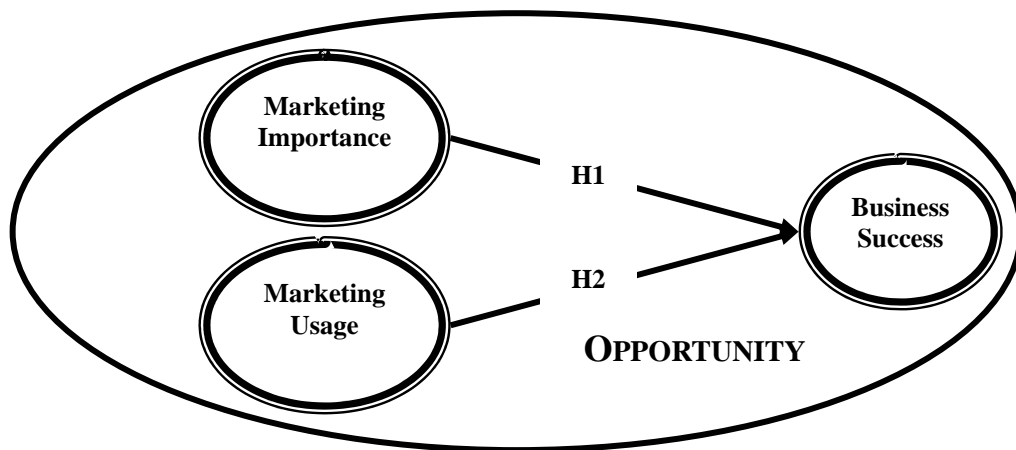 Marketing
Importance
H1
Business
Success
Marketing
Usage
H2
OPPORTUNITY